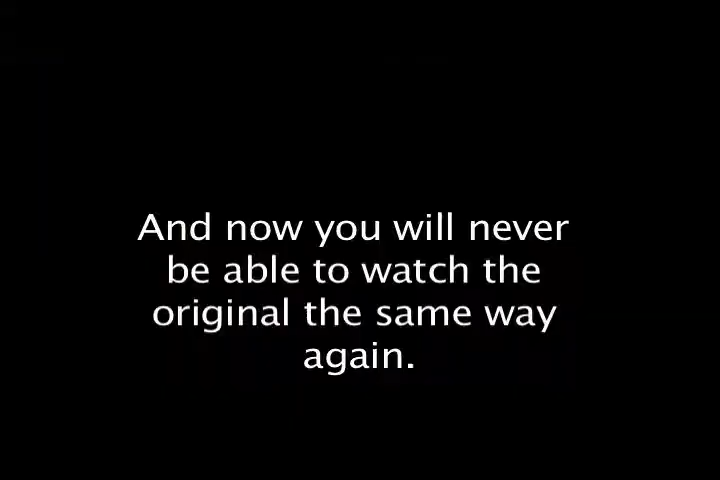 And now you will never
be able to watch the
original the same way
again.